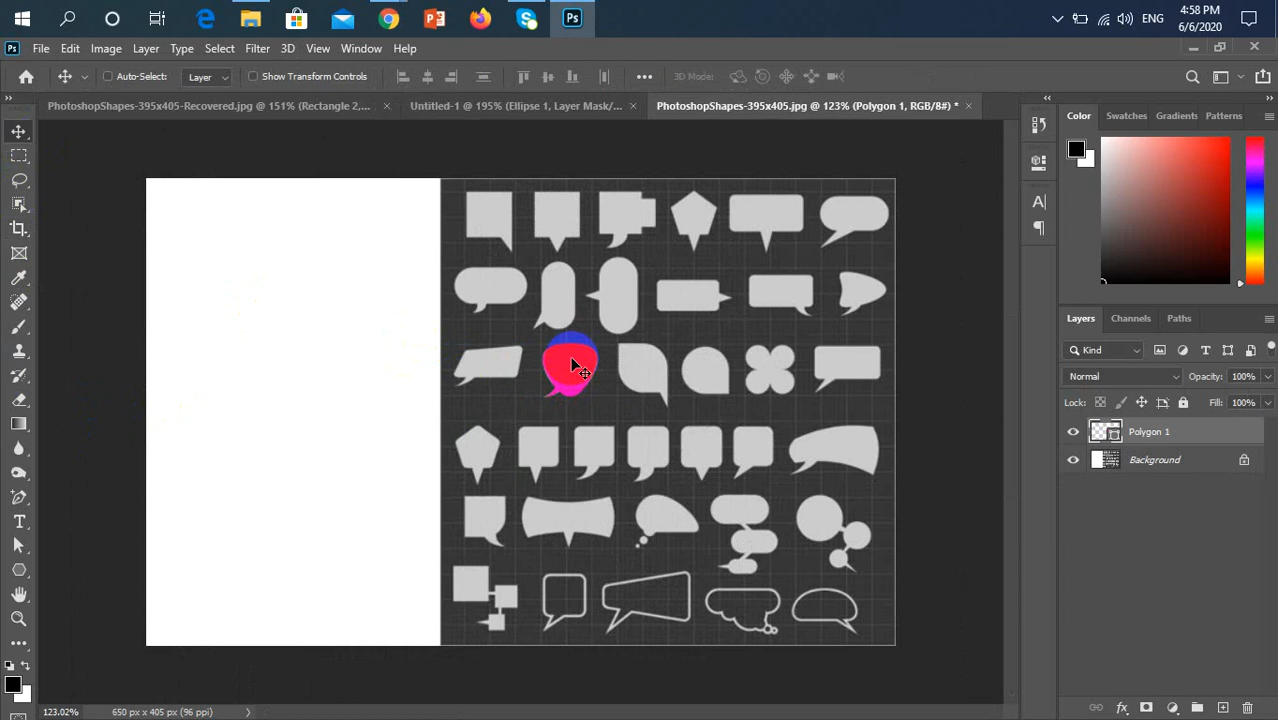 4:58 PM
ENG
6/6/2020
Ps
File Edit Image Layer Type Select Filter 3D View Window Help
Auto-Select: Layer Show Transform Controls 3D Mode:
PhotoshopShapes-395x405-Recovered.jpg @ 151% (Rectangle 2,... × Untitled-1 @ 195% (Ellipse 1, Layer Mask/... × PhotoshopShapes-395x405.jpg @ 123% (Polygon 1, RGB/8#) * ×
Color Swatches Gradients Patterns
Layers Channels Paths
Kind
Normal Opacity: 100%
Lock: Fill: 100%
Polygon 1
Background
123.02% 650 px x 405 px (96 ppi)